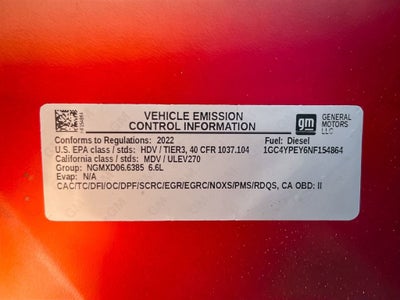 VEHICLE EMISSION
CONTROL INFORMATION
gm
GENERAL
MOTORS
LLC
Conforms to Regulations: 2022 Fuel: Diesel
U.S. EPA class / stds: HDV / TIER3, 40 CFR 1037.104 1GC4YPEY6NF154864
California class / stds: MDV / ULEV270
Group: NGMXD06.6385 6.6L
Evap: N/A
CAC/TC/DFI/OC/DPF/SCRC/EGR/EGRC/NOXS/PMS/RDQS, CA OBD: II